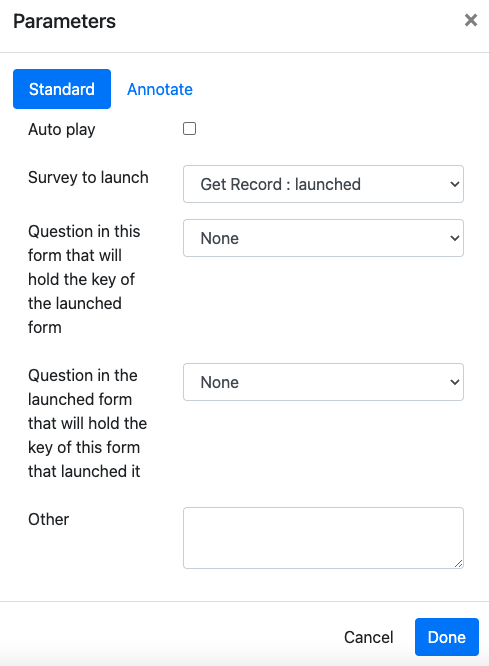 Parameters
×
Standard
Annotate
Auto play
Survey to launch
Get Record : launched
Question in this
form that will
hold the key of
the launched
form
None
Question in the
launched form
that will hold the
key of this form
that launched it
None
Other
Cancel
Done